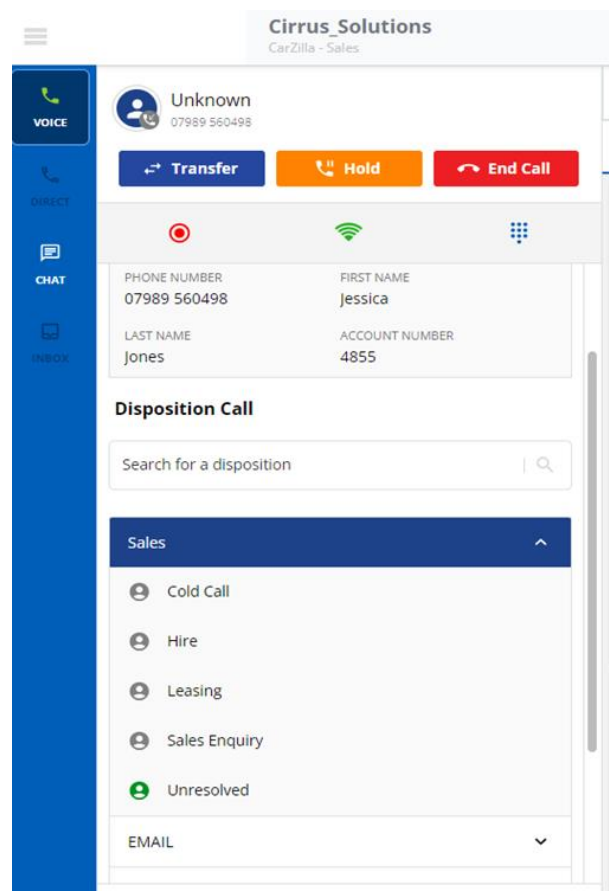 Cirrus_Solutions
CarZilla - Sales
VOICE
DIRECT
CHAT
INBOX
Unknown
07989 560498
Transfer Hold End Call
PHONE NUMBER FIRST NAME
07989 560498 Jessica
LAST NAME ACCOUNT NUMBER
Jones 4855
Disposition Call
Search for a disposition
Sales
Cold Call
Hire
Leasing
Sales Enquiry
Unresolved
EMAIL